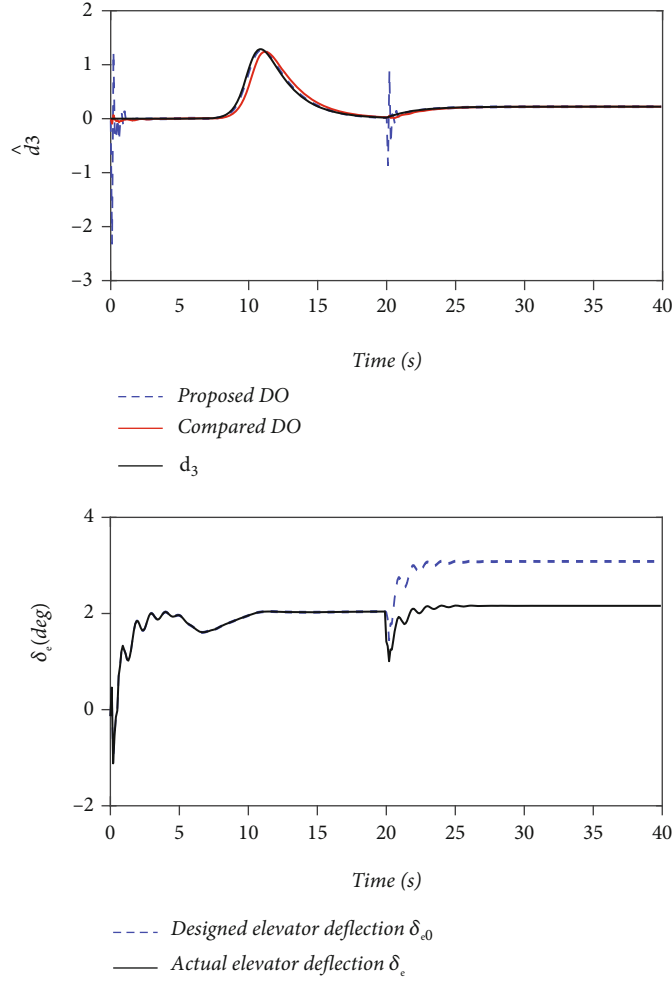 2
1
0
−1
−2
−3
d̂3
0 5 10 15 20 25 30 35 40
Time (s)
Proposed DO
Compared DO
d₃
4
2
0
−2
δₑ(deg)
0 5 10 15 20 25 30 35 40
Time (s)
Designed elevator deflection δₑ₀
Actual elevator deflection δₑ